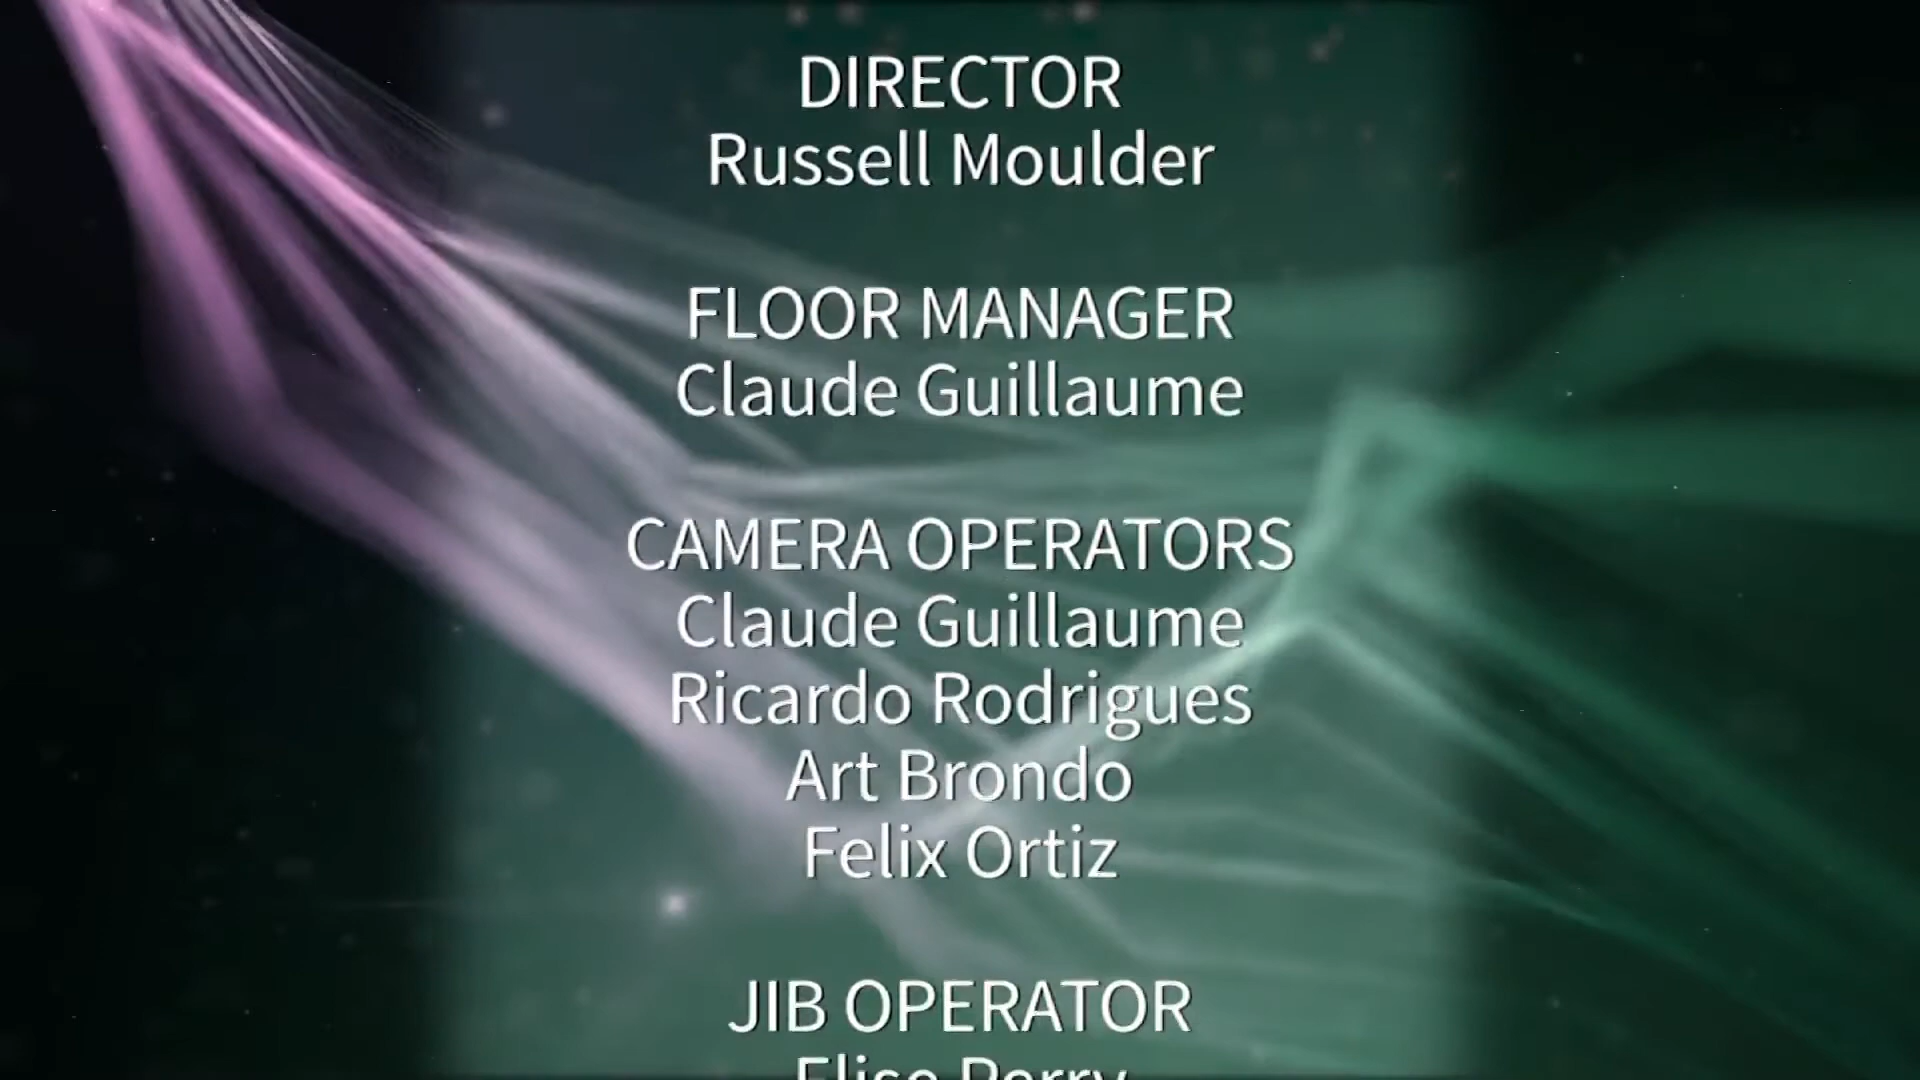 DIRECTOR
Russell Moulder
FLOOR MANAGER
Claude Guillaume
CAMERA OPERATORS
Claude Guillaume
Ricardo Rodrigues
Art Brondo
Felix Ortiz
JIB OPERATOR